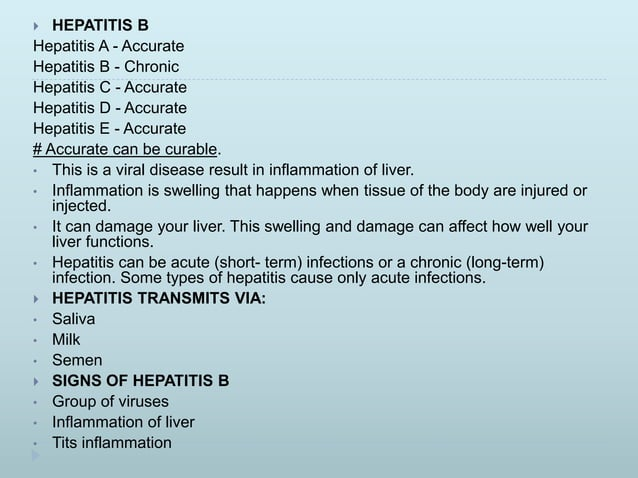 HEPATITIS B
Hepatitis A - Accurate
Hepatitis B - Chronic
Hepatitis C - Accurate
Hepatitis D - Accurate
Hepatitis E - Accurate
# Accurate can be curable.
• This is a viral disease result in inflammation of liver.
• Inflammation is swelling that happens when tissue of the body are injured or
injected.
• It can damage your liver. This swelling and damage can affect how well your
liver functions.
• Hepatitis can be acute (short- term) infections or a chronic (long-term)
infection. Some types of hepatitis cause only acute infections.
HEPATITIS TRANSMITS VIA:
• Saliva
• Milk
• Semen
SIGNS OF HEPATITIS B
• Group of viruses
• Inflammation of liver
• Tits inflammation